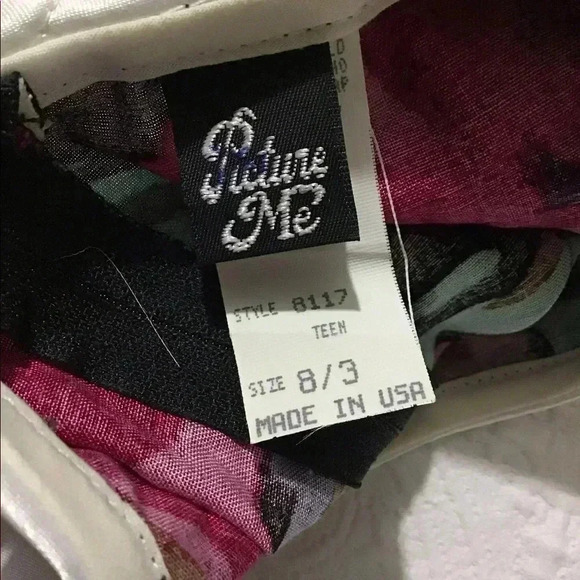 Picture
Me
STYLE 8117
TEEN
SIZE 8/3
MADE IN USA